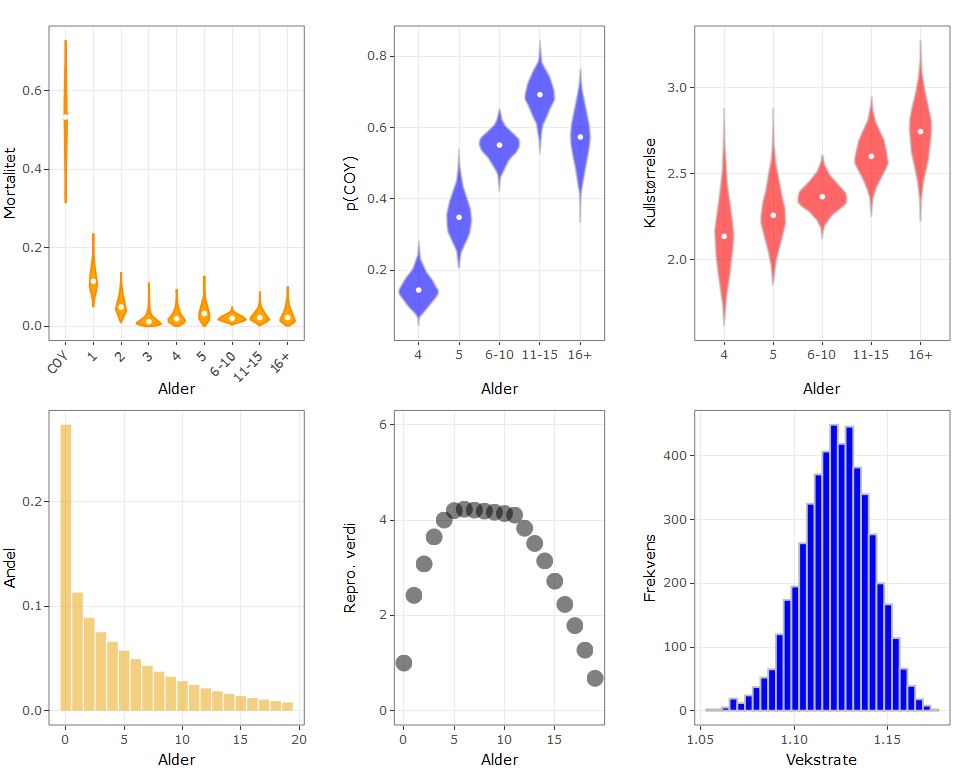 Mortalitet
0.6
0.4
0.2
0.0
COY 1 2 3 4 5 6-10 11-15 16+
Alder
p(COY)
0.8
0.6
0.4
0.2
4 5 6-10 11-15 16+
Alder
Kullstørrelse
3.0
2.5
2.0
4 5 6-10 11-15 16+
Alder
Andel
0.2
0.1
0.0
0 5 10 15 20
Alder
Repro. verdi
6
4
2
0
0 5 10 15
Alder
Frekvens
400
300
200
100
0
1.05 1.10 1.15
Vekstrate